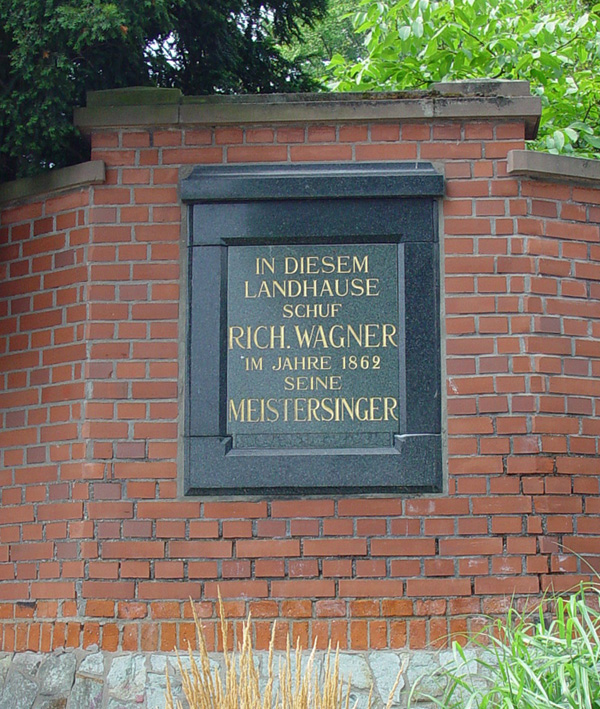 IN DIESEM
LANDHAUSE
SCHUF
RICH. WAGNER
IM JAHRE 1862
SEINE
MEISTERSINGER